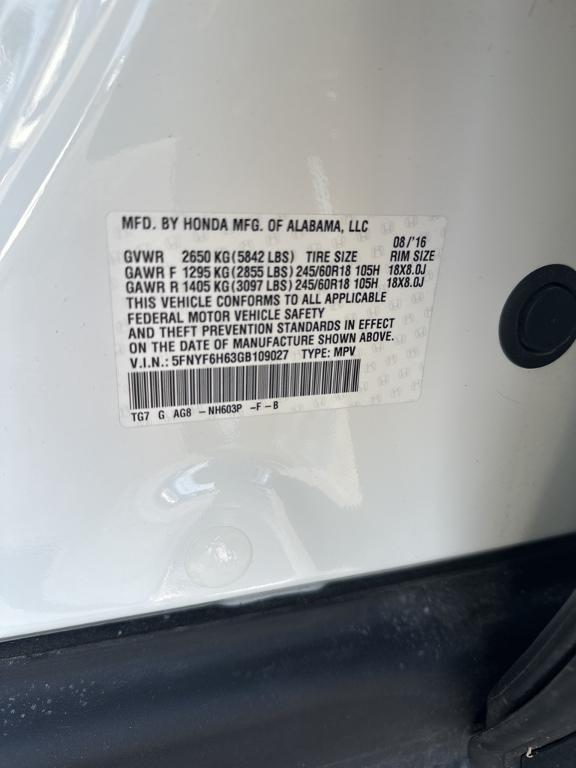 MFD. BY HONDA MFG. OF ALABAMA, LLC
08/'16
GVWR 2650 KG (5842 LBS) TIRE SIZE RIM SIZE
GAWR F 1295 KG (2855 LBS) 245/60R18 105H 18X8.0J
GAWR R 1405 KG (3097 LBS) 245/60R18 105H 18X8.0J
THIS VEHICLE CONFORMS TO ALL APPLICABLE
FEDERAL MOTOR VEHICLE SAFETY
AND THEFT PREVENTION STANDARDS IN EFFECT
ON THE DATE OF MANUFACTURE SHOWN ABOVE.
V.I.N.: 5FNYF6H63GB109027 TYPE: MPV
TG7 G AG8 -NH603P -F-B